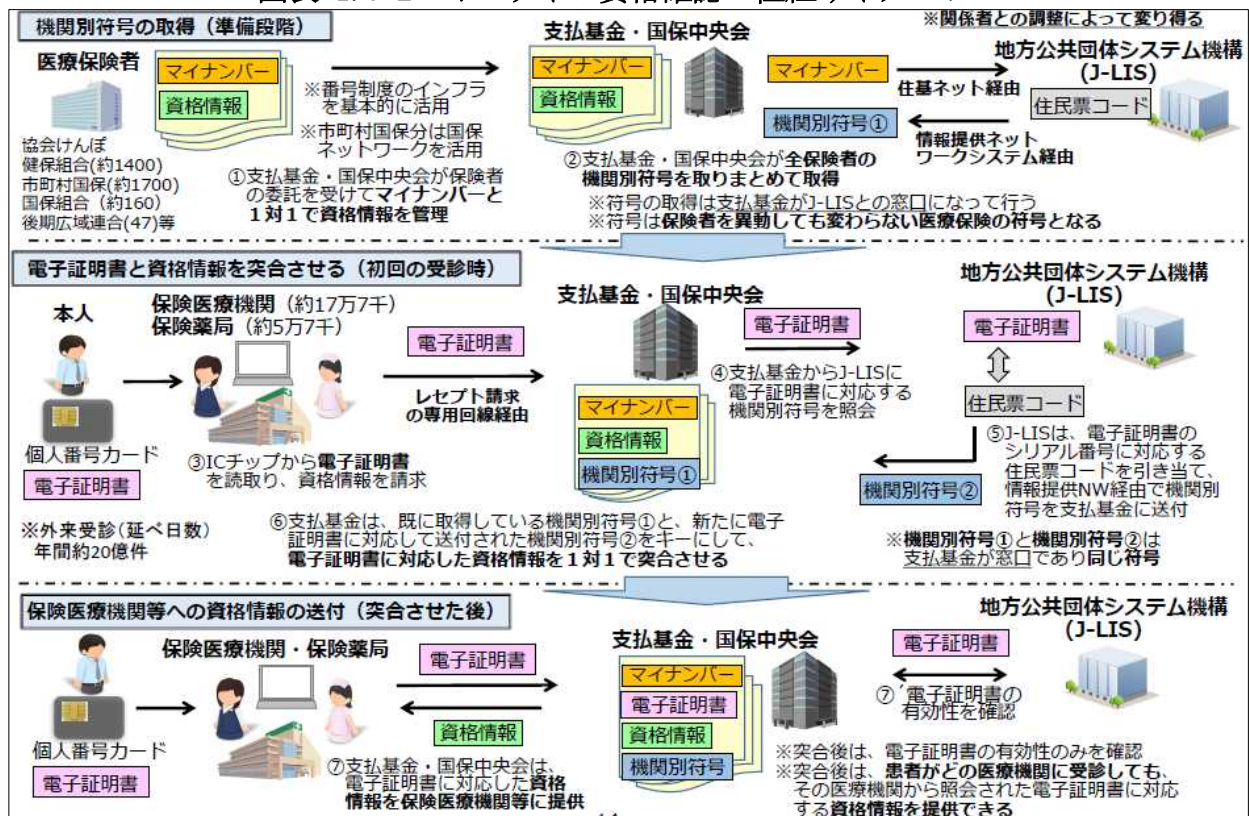 機関別符号の取得（準備段階）
※関係者との調整によって変り得る
医療保険者
マイナンバー
資格情報
協会けんぽ
健保組合(約1400)
市町村国保(約1700)
国保組合（約160）
後期広域連合(47)等
※番号制度のインフラ
を基本的に活用
※市町村国保分は国保
ネットワークを活用
①支払基金・国保中央会が保険者
の委託を受けてマイナンバーと
１対１で資格情報を管理
支払基金・国保中央会
マイナンバー
資格情報
マイナンバー
機関別符号①
住基ネット経由
情報提供ネット
ワークシステム経由
地方公共団体システム機構
(J-LIS)
住民票コード
②支払基金・国保中央会が全保険者の
機関別符号を取りまとめて取得
※符号の取得は支払基金がJ-LISとの窓口になって行う
※符号は保険者を異動しても変わらない医療保険の符号となる
電子証明書と資格情報を突合させる（初回の受診時）
本人
個人番号カード
電子証明書
※外来受診(延べ日数)
年間約20億件
保険医療機関（約17万7千）
保険薬局（約5万7千）
③ICチップから電子証明書
を読取り、資格情報を請求
電子証明書
レセプト請求
の専用回線経由
支払基金・国保中央会
マイナンバー
資格情報
機関別符号①
電子証明書
④支払基金からJ-LISに
電子証明書に対応する
機関別符号を照会
地方公共団体システム機構
(J-LIS)
電子証明書
住民票コード
機関別符号②
⑤J-LISは、電子証明書の
シリアル番号に対応する
住民票コードを引き当て、
情報提供NW経由で機関別
符号を支払基金に送付
⑥支払基金は、既に取得している機関別符号①と、新たに電子
証明書に対応して送付された機関別符号②をキーにして、
電子証明書に対応した資格情報を１対１で突合させる
※機関別符号①と機関別符号②は
支払基金が窓口であり同じ符号
保険医療機関等への資格情報の送付（突合させた後）
個人番号カード
電子証明書
保険医療機関・保険薬局
電子証明書
資格情報
⑦支払基金・国保中央会は、
電子証明書に対応した資格
情報を保険医療機関等に提供
支払基金・国保中央会
マイナンバー
電子証明書
資格情報
機関別符号
電子証明書
⑦´電子証明書の
有効性を確認
地方公共団体システム機構
(J-LIS)
※突合後は、電子証明書の有効性のみを確認
※突合後は、患者がどの医療機関に受診しても、
その医療機関から照会された電子証明書に対応
する資格情報を提供できる